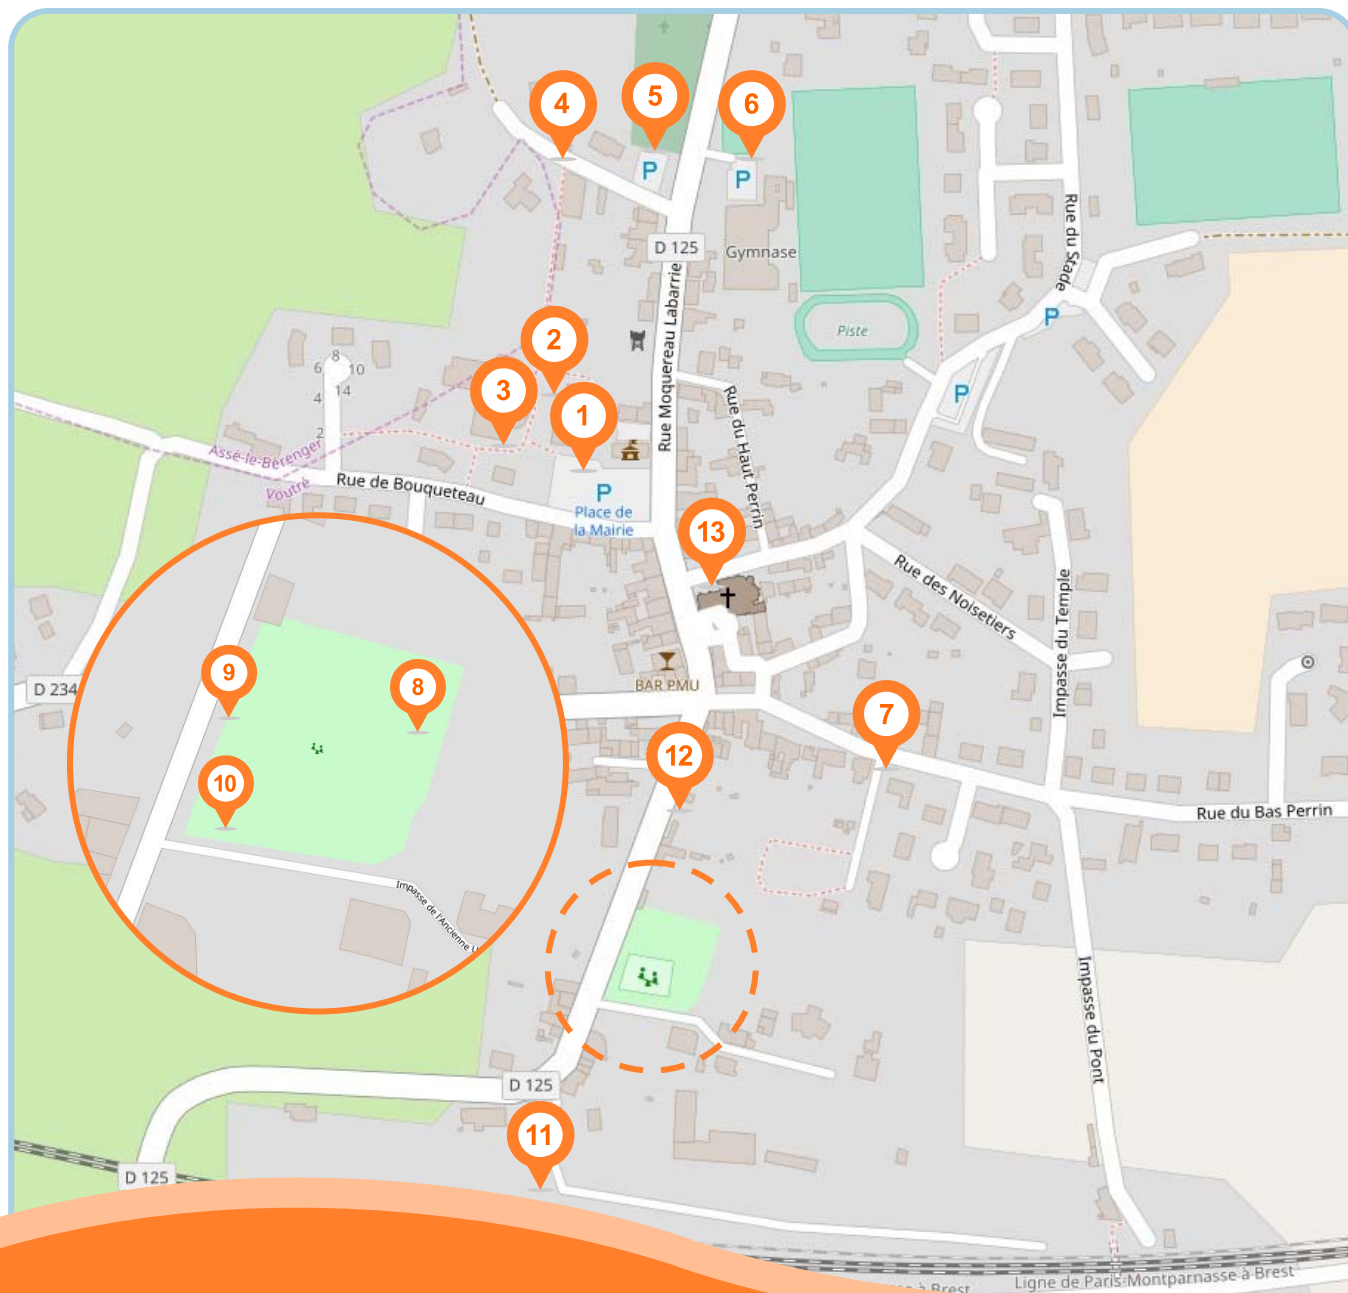 4
5
6
P
P
D 125
Gymnase
Rue du Stade
Rue Moquereau Labarrie
P
Piste
2
8
6
10
4
14
2
3
1
P
Rue du Haut Perrin
Assé-le-Bérenger
Voutré
Rue de Bouqueteau
P
Place de
la Mairie
13
Rue des Noisetiers
Impasse du Temple
D 234
BAR PMU
9
8
7
12
10
Rue du Bas Perrin
Impasse de l'Ancienne U
Impasse du Pont
D 125
11
D 125
à Brest
Ligne de Paris-Montparnasse à Brest